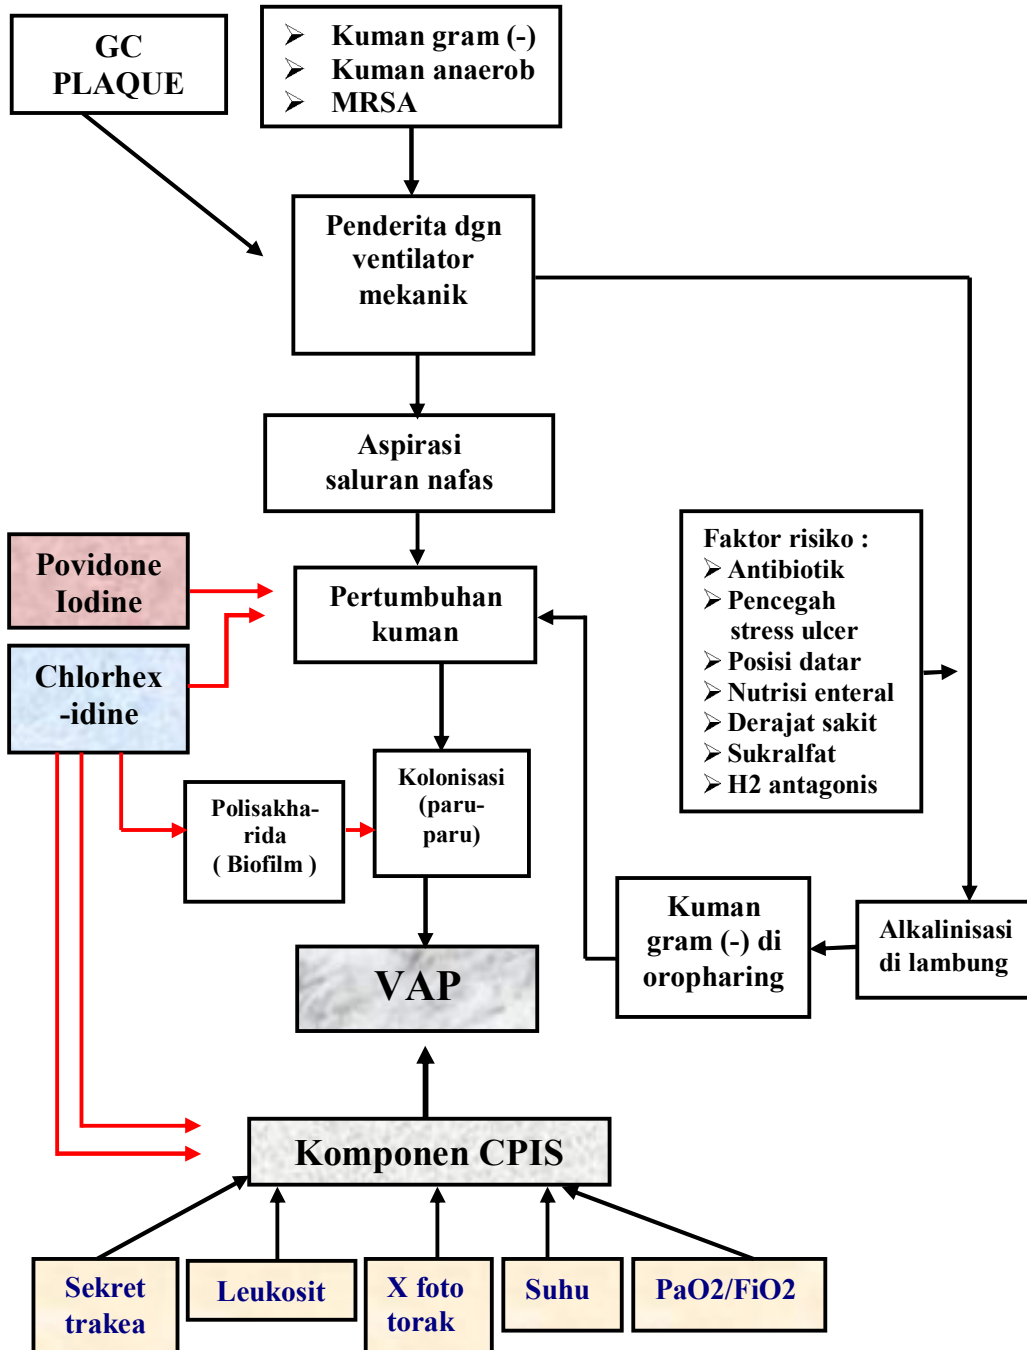 GC
PLAQUE
➢ Kuman gram (-)
➢ Kuman anaerob
➢ MRSA
Penderita dgn
ventilator
mekanik
Aspirasi
saluran nafas
Povidone
Iodine
Pertumbuhan
kuman
Faktor risiko :
➢ Antibiotik
➢ Pencegah
stress ulcer
➢ Posisi datar
➢ Nutrisi enteral
➢ Derajat sakit
➢ Sukralfat
➢ H2 antagonis
Chlorhex
-idine
Polisakha-
rida
( Biofilm )
Kolonisasi
(paru-
paru)
Kuman
gram (-) di
oropharing
Alkalinisasi
di lambung
VAP
Komponen CPIS
Sekret
trakea
Leukosit
X foto
torak
Suhu
PaO2/FiO2